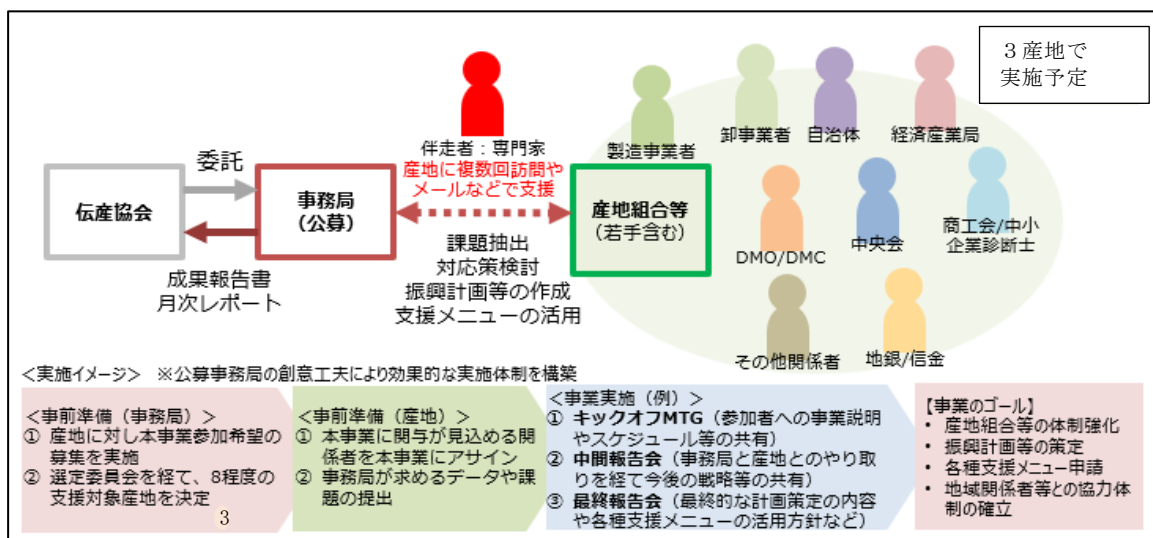 ３産地で
実施予定
伴走者：専門家
産地に複数回訪問や
メールなどで支援
製造事業者
卸事業者
自治体
経済産業局
委託
伝産協会
事務局
（公募）
産地組合等
（若手含む）
DMO/DMC
中央会
商工会/中小
企業診断士
成果報告書
月次レポート
課題抽出
対応策検討
振興計画等の作成
支援メニューの活用
その他関係者
地銀/信金
＜実施イメージ＞　※公募事務局の創意工夫により効果的な実施体制を構築
＜事前準備（事務局）＞
① 産地に対し本事業参加希望の
募集を実施
② 選定委員会を経て、8程度の
支援対象産地を決定
3
＜事前準備（産地）＞
① 本事業に関与が見込める関
係者を本事業にアサイン
② 事務局が求めるデータや課
題の提出
＜事業実施（例）＞
① キックオフMTG（参加者への事業説明
やスケジュール等の共有）
② 中間報告会（事務局と産地とのやり取
りを経て今後の戦略等の共有）
③ 最終報告会（最終的な計画策定の内容
や各種支援メニューの活用方針など）
【事業のゴール】
・ 産地組合等の体制強化
・ 振興計画等の策定
・ 各種支援メニュー申請
・ 地域関係者等との協力体
制の確立